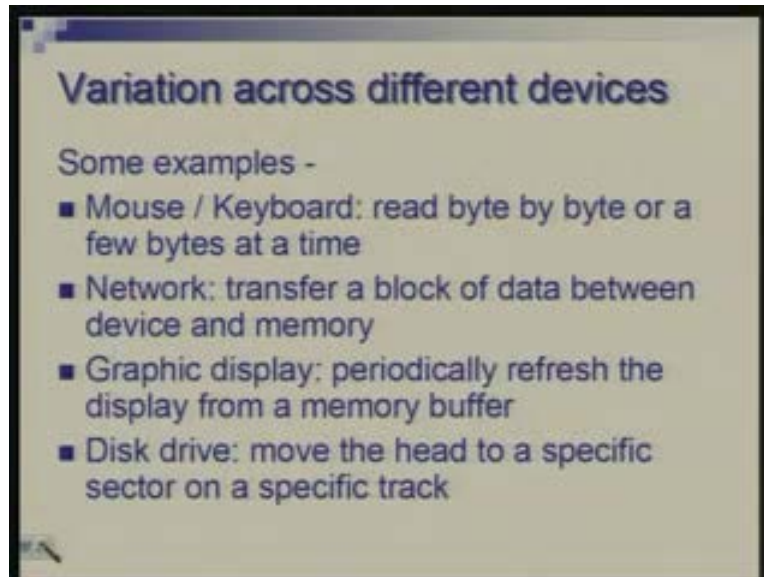 Variation across different devices
Some examples -
Mouse / Keyboard: read byte by byte or a
few bytes at a time
Network: transfer a block of data between
device and memory
Graphic display: periodically refresh the
display from a memory buffer
Disk drive: move the head to a specific
sector on a specific track